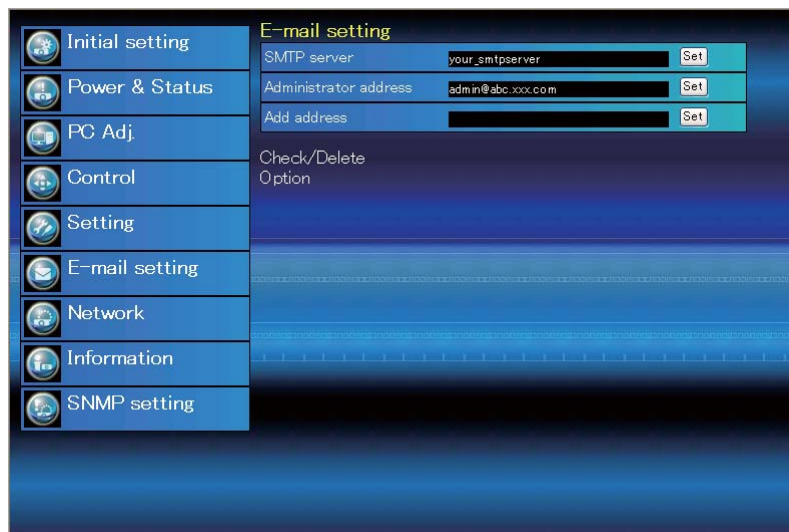 Initial setting
Power & Status
PC Adj.
Control
Setting
E-mail setting
Network
Information
SNMP setting
E-mail setting
SMTP server your_smtpserver Set
Administrator address admin@abc.xxx.com Set
Add address Set
Check/Delete
Option